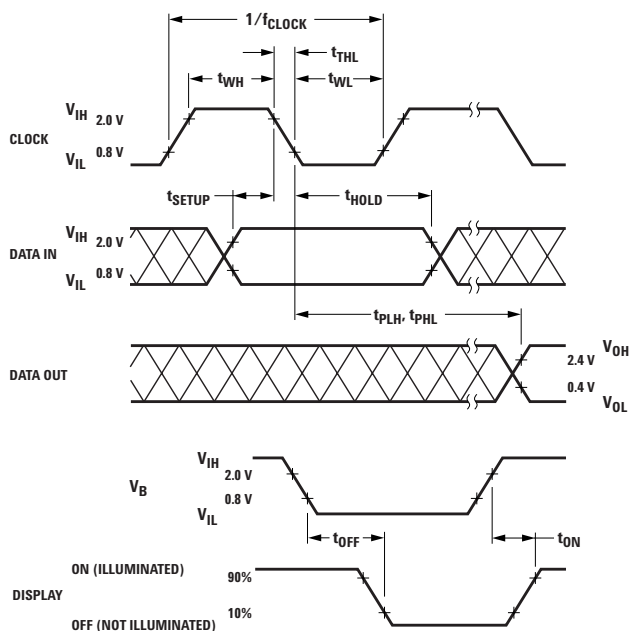 1/fCLOCK
tTHL
tWH
tWL
VIH 2.0 V
CLOCK
VIL 0.8 V
tSETUP
tHOLD
VIH 2.0 V
DATA IN
VIL 0.8 V
tPLH, tPHL
VOH
2.4 V
DATA OUT
0.4 V
VOL
VIH
2.0 V
VB
0.8 V
VIL
tOFF
tON
ON (ILLUMINATED)
90%
DISPLAY
10%
OFF (NOT ILLUMINATED)